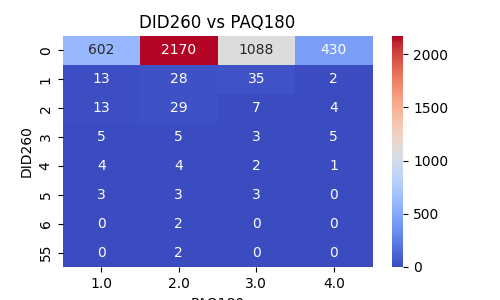 DID260 vs PAQ180
0 602 2170 1088 430
1 13 28 35 2
2 13 29 7 4
3 5 5 3 5
4 4 4 2 1
5 3 3 3 0
6 0 2 0 0
55 0 2 0 0
1.0 2.0 3.0 4.0
PAQ180
DID260
2000
1500
1000
500
0